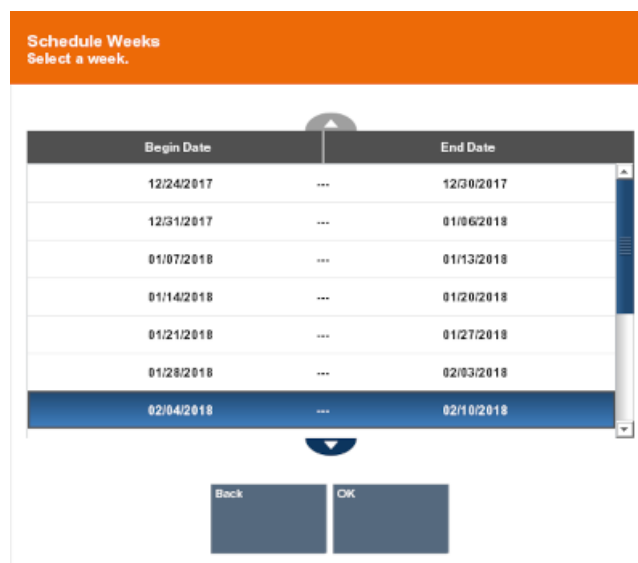 Schedule Weeks
Select a week.
Begin Date End Date
12/24/2017 --- 12/30/2017
12/31/2017 --- 01/06/2018
01/07/2018 --- 01/13/2018
01/14/2018 --- 01/20/2018
01/21/2018 --- 01/27/2018
01/28/2018 --- 02/03/2018
02/04/2018 --- 02/10/2018
Back OK